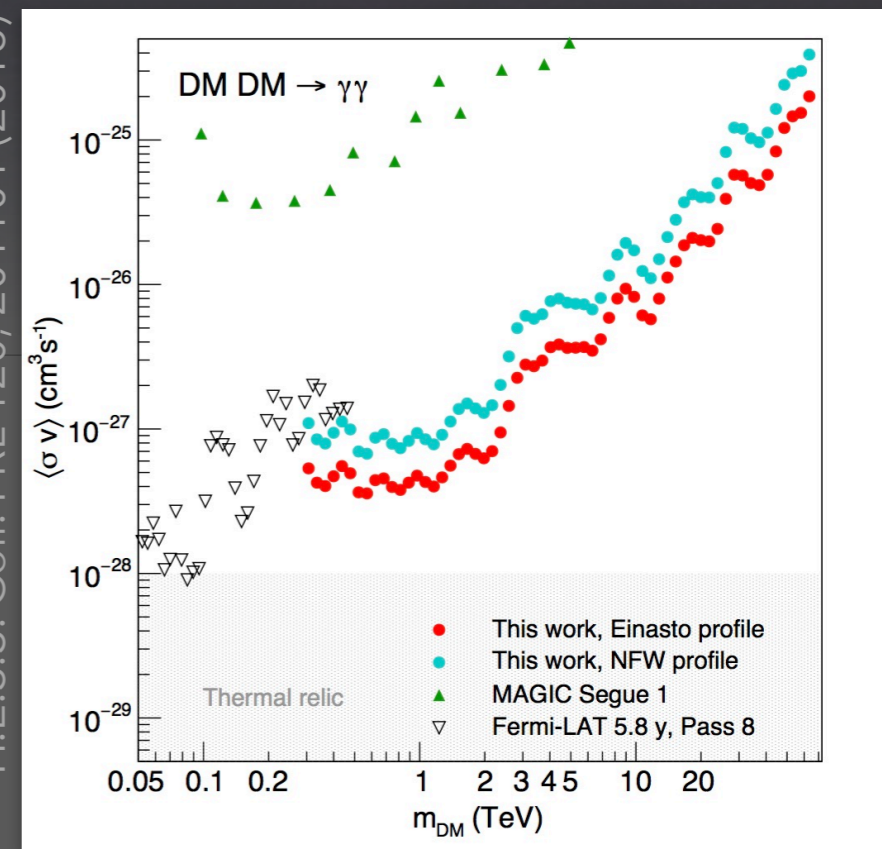 DM DM → γγ
10⁻²⁵
10⁻²⁶
10⁻²⁷
10⁻²⁸
10⁻²⁹
⟨σ v⟩ (cm³s⁻¹)
This work, Einasto profile
This work, NFW profile
MAGIC Segue 1
Fermi-LAT 5.8 y, Pass 8
Thermal relic
0.05 0.1 0.2 1 2 3 4 5 10 20
m_DM (TeV)